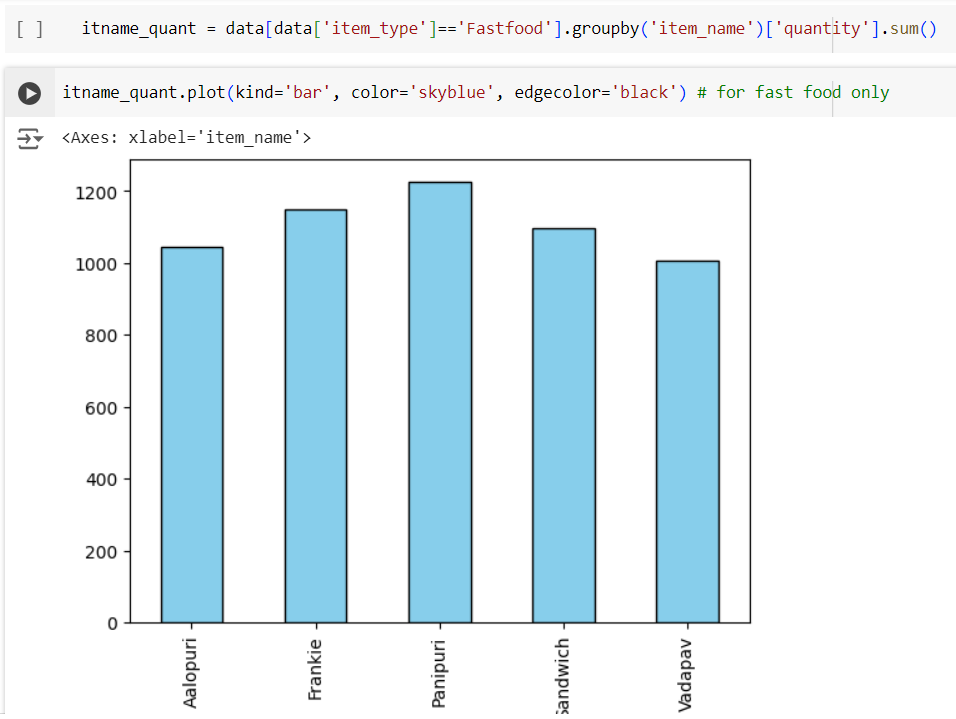 [ ] itname_quant = data[data['item_type']=='Fastfood'].groupby('item_name')['quantity'].sum()
itname_quant.plot(kind='bar', color='skyblue', edgecolor='black') # for fast food only
<Axes: xlabel='item_name'>
1200
1000
800
600
400
200
0
Aalopuri
Frankie
Panipuri
Sandwich
Vadapav